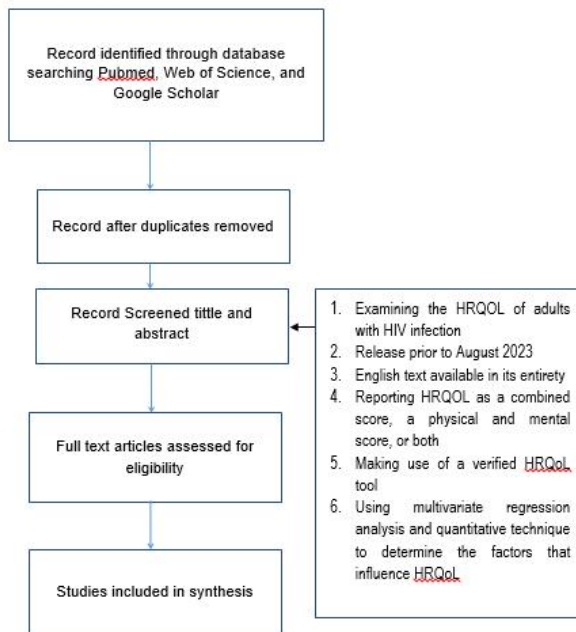 Record identified through database
searching Pubmed, Web of Science, and
Google Scholar
Record after duplicates removed
Record Screened tittle and
abstract
1. Examining the HRQOL of adults
with HIV infection
2. Release prior to August 2023
3. English text available in its entirety
4. Reporting HRQOL as a combined
score, a physical and mental
score, or both
5. Making use of a verified HRQoL
tool
6. Using multivariate regression
analysis and quantitative technique
to determine the factors that
influence HRQoL
Full text articles assessed for
eligibility
Studies included in synthesis